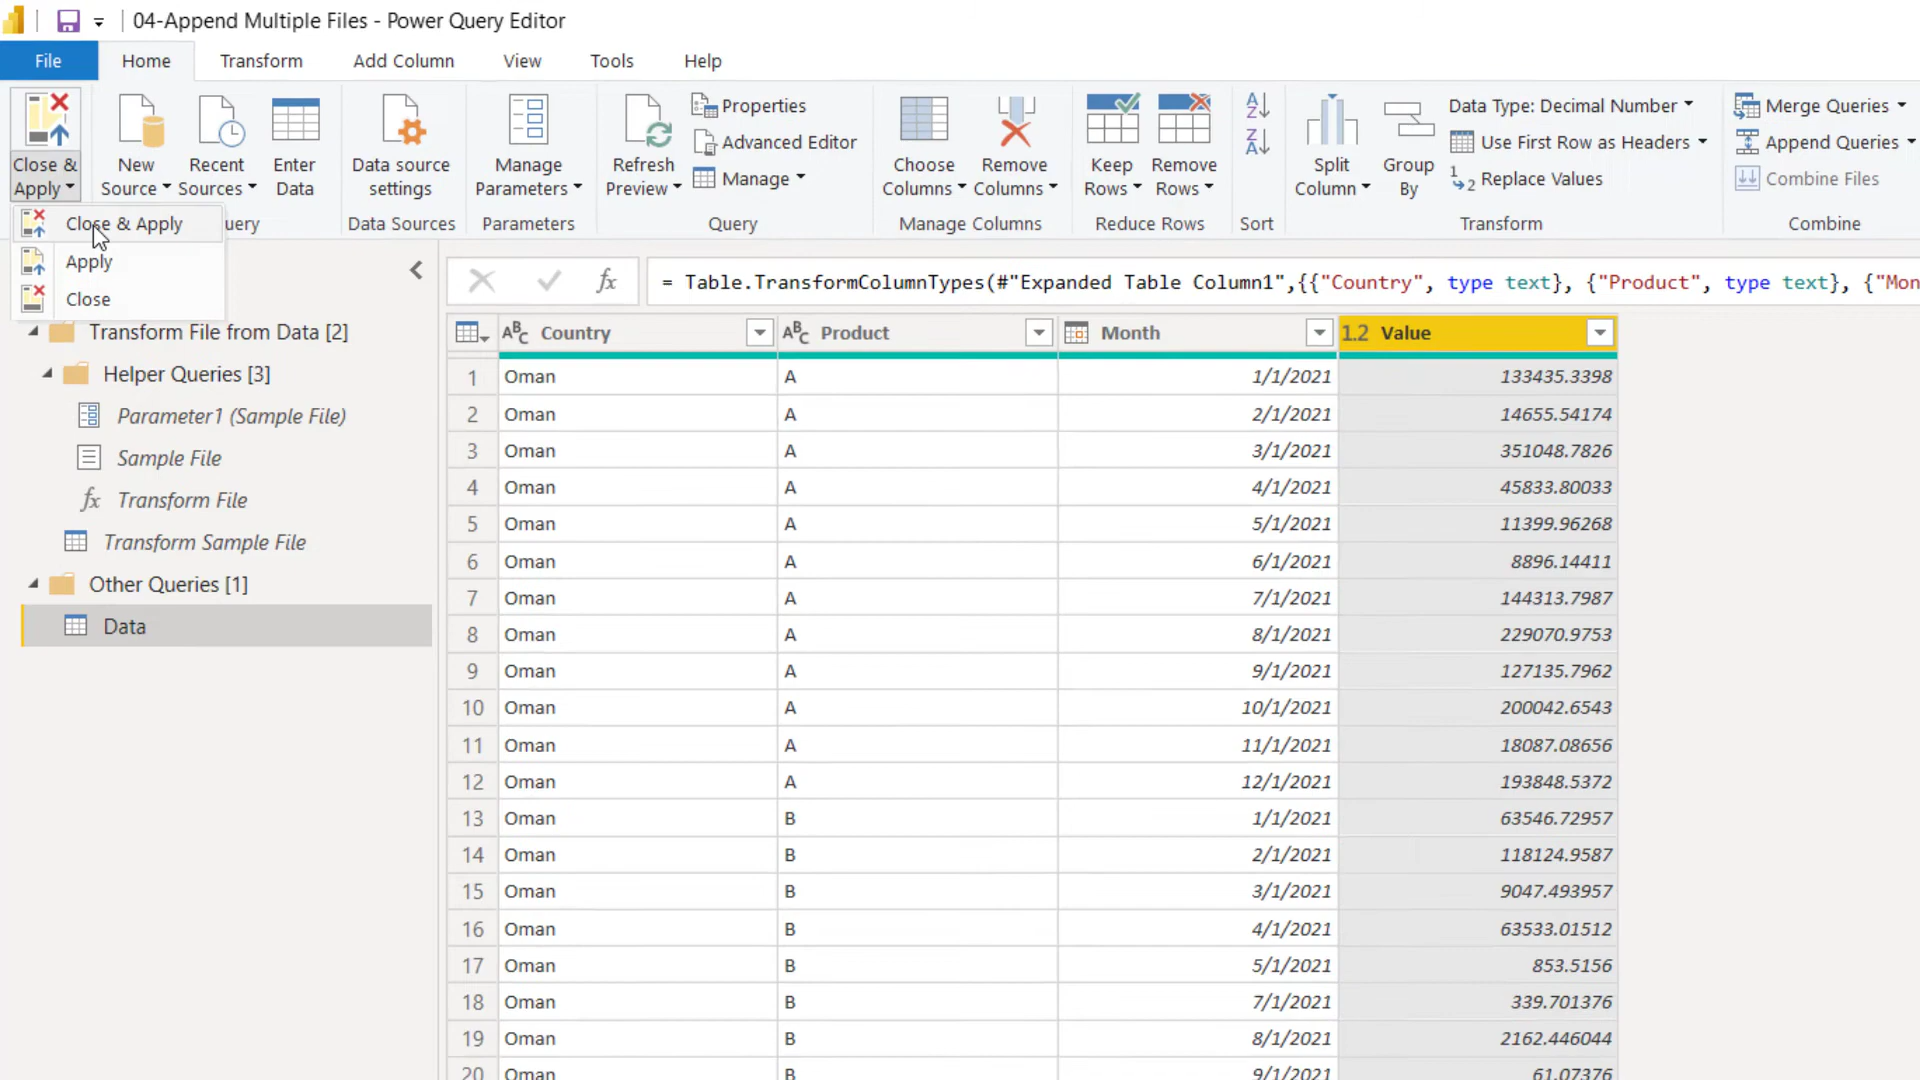 04-Append Multiple Files - Power Query Editor
File Home Transform Add Column View Tools Help
Close & Apply
New Source
Recent Sources
Enter Data
Data source settings
Manage Parameters
Refresh Preview
Properties
Advanced Editor
Manage
Choose Columns
Remove Columns
Keep Rows
Remove Rows
Split Column
Group By
Data Type: Decimal Number
Use First Row as Headers
Replace Values
Merge Queries
Append Queries
Combine Files
uery Data Sources Parameters Query Manage Columns Reduce Rows Sort Transform Combine
Close & Apply
Apply
Close
= Table.TransformColumnTypes(#"Expanded Table Column1",{{"Country", type text}, {"Product", type text}, {"Mon
Transform File from Data [2]
Helper Queries [3]
Parameter1 (Sample File)
Sample File
fx Transform File
Transform Sample File
Other Queries [1]
Data
ABC Country ABC Product Month 1.2 Value
1 Oman A 1/1/2021 133435.3398
2 Oman A 2/1/2021 14655.54174
3 Oman A 3/1/2021 351048.7826
4 Oman A 4/1/2021 45833.80033
5 Oman A 5/1/2021 11399.96268
6 Oman A 6/1/2021 8896.14411
7 Oman A 7/1/2021 144313.7987
8 Oman A 8/1/2021 229070.9753
9 Oman A 9/1/2021 127135.7962
10 Oman A 10/1/2021 200042.6543
11 Oman A 11/1/2021 18087.08656
12 Oman A 12/1/2021 193848.5372
13 Oman B 1/1/2021 63546.72957
14 Oman B 2/1/2021 118124.9587
15 Oman B 3/1/2021 9047.493957
16 Oman B 4/1/2021 63533.01512
17 Oman B 5/1/2021 853.5156
18 Oman B 7/1/2021 339.701376
19 Oman B 8/1/2021 2162.446044
20 Oman B 9/1/2021 61.07376